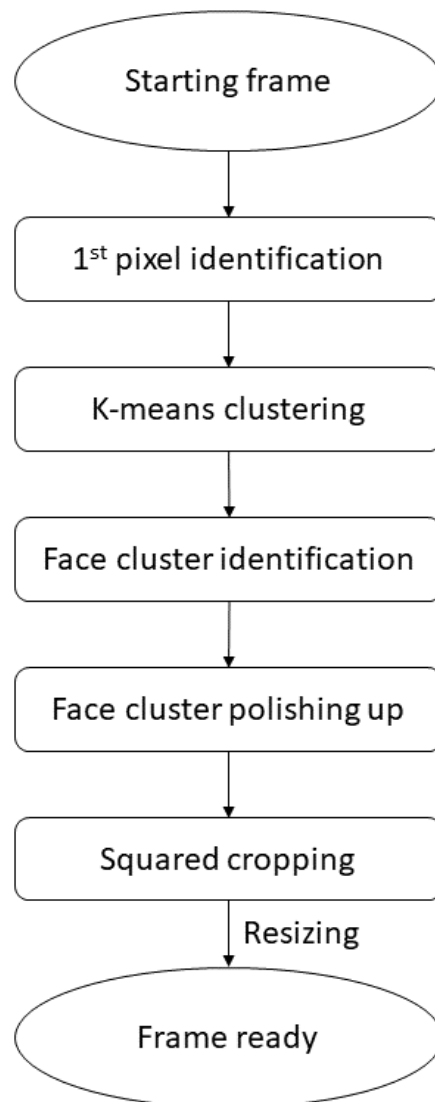 Starting frame
1st pixel identification
K-means clustering
Face cluster identification
Face cluster polishing up
Squared cropping
Resizing
Frame ready